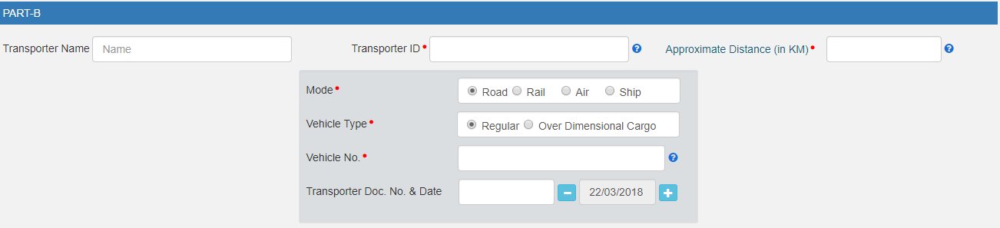 PART-B
Transporter Name Name Transporter ID• ? Approximate Distance (in KM)• ?
Mode• Road Rail Air Ship
Vehicle Type• Regular Over Dimensional Cargo
Vehicle No.• ?
Transporter Doc. No. & Date − 22/03/2018 +